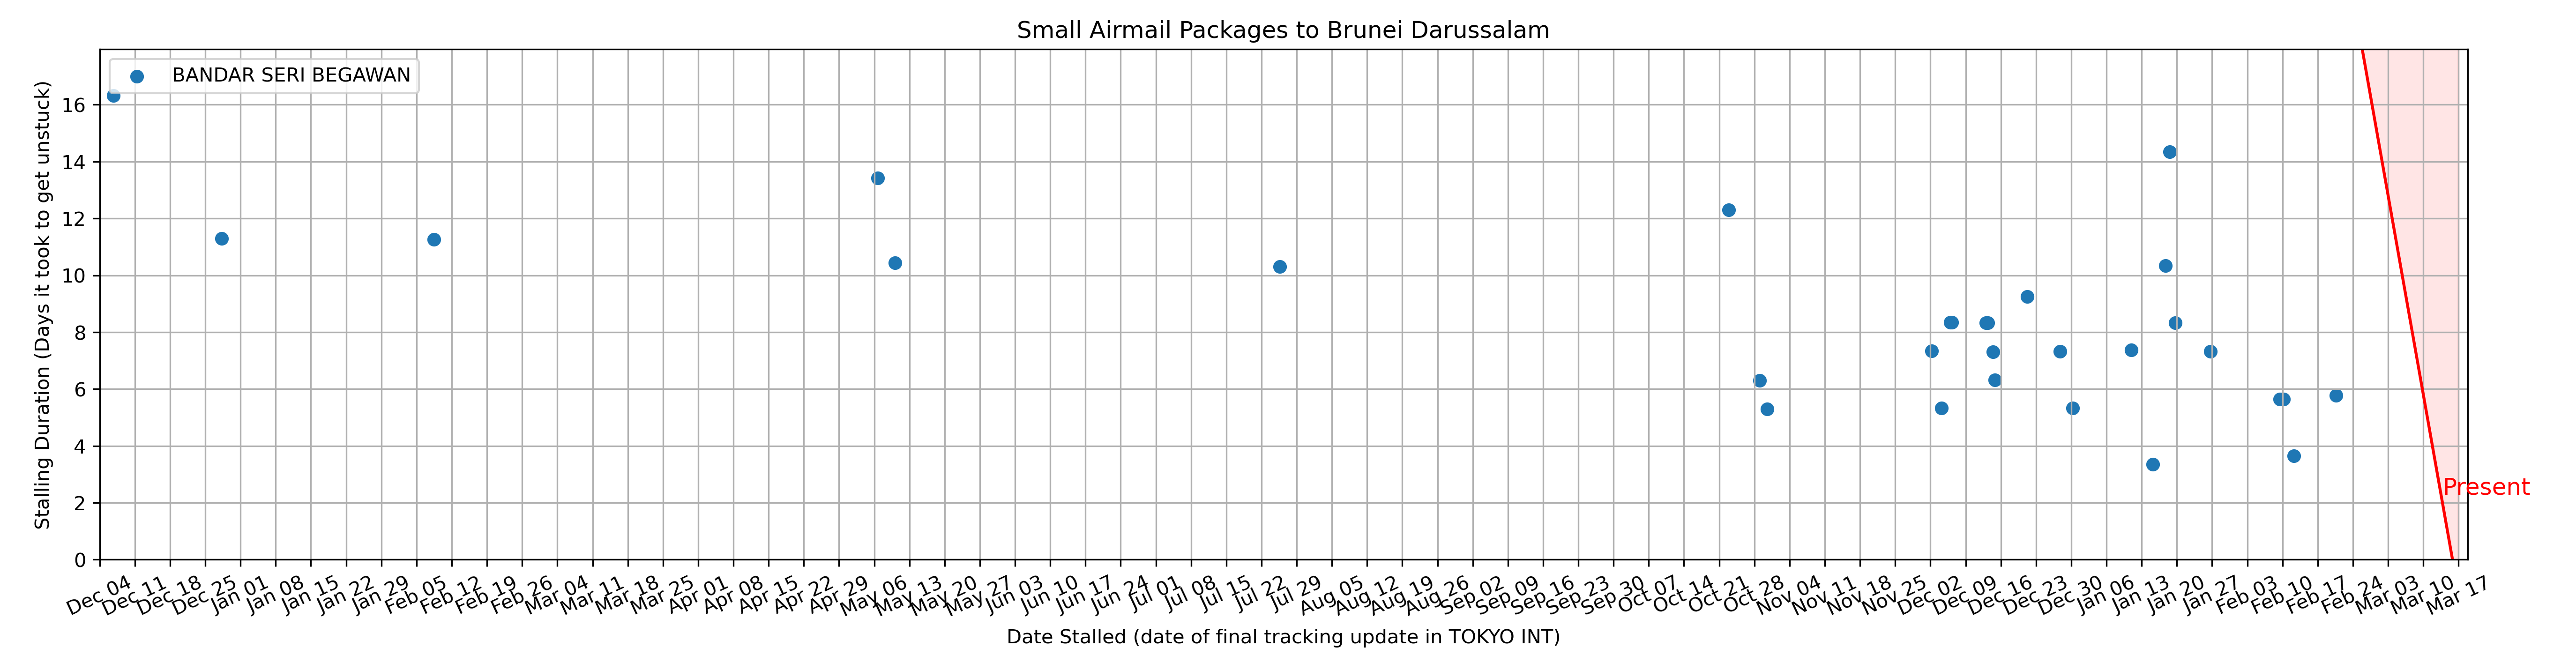 Small Airmail Packages to Brunei Darussalam
BANDAR SERI BEGAWAN
Stalling Duration (Days it took to get unstuck)
16
14
12
10
8
6
4
2
0
Present
Dec 04 Dec 11 Dec 18 Dec 25 Jan 01 Jan 08 Jan 15 Jan 22 Jan 29 Feb 05 Feb 12 Feb 19 Feb 26 Mar 04 Mar 11 Mar 18 Mar 25 Apr 01 Apr 08 Apr 15 Apr 22 Apr 29 May 06 May 13 May 20 May 27 Jun 03 Jun 10 Jun 17 Jun 24 Jul 01 Jul 08 Jul 15 Jul 22 Jul 29 Aug 05 Aug 12 Aug 19 Aug 26 Sep 02 Sep 09 Sep 16 Sep 23 Sep 30 Oct 07 Oct 14 Oct 21 Oct 28 Nov 04 Nov 11 Nov 18 Nov 25 Dec 02 Dec 09 Dec 16 Dec 23 Dec 30 Jan 06 Jan 13 Jan 20 Jan 27 Feb 03 Feb 10 Feb 17 Feb 24 Mar 03 Mar 10 Mar 17
Date Stalled (date of final tracking update in TOKYO INT)